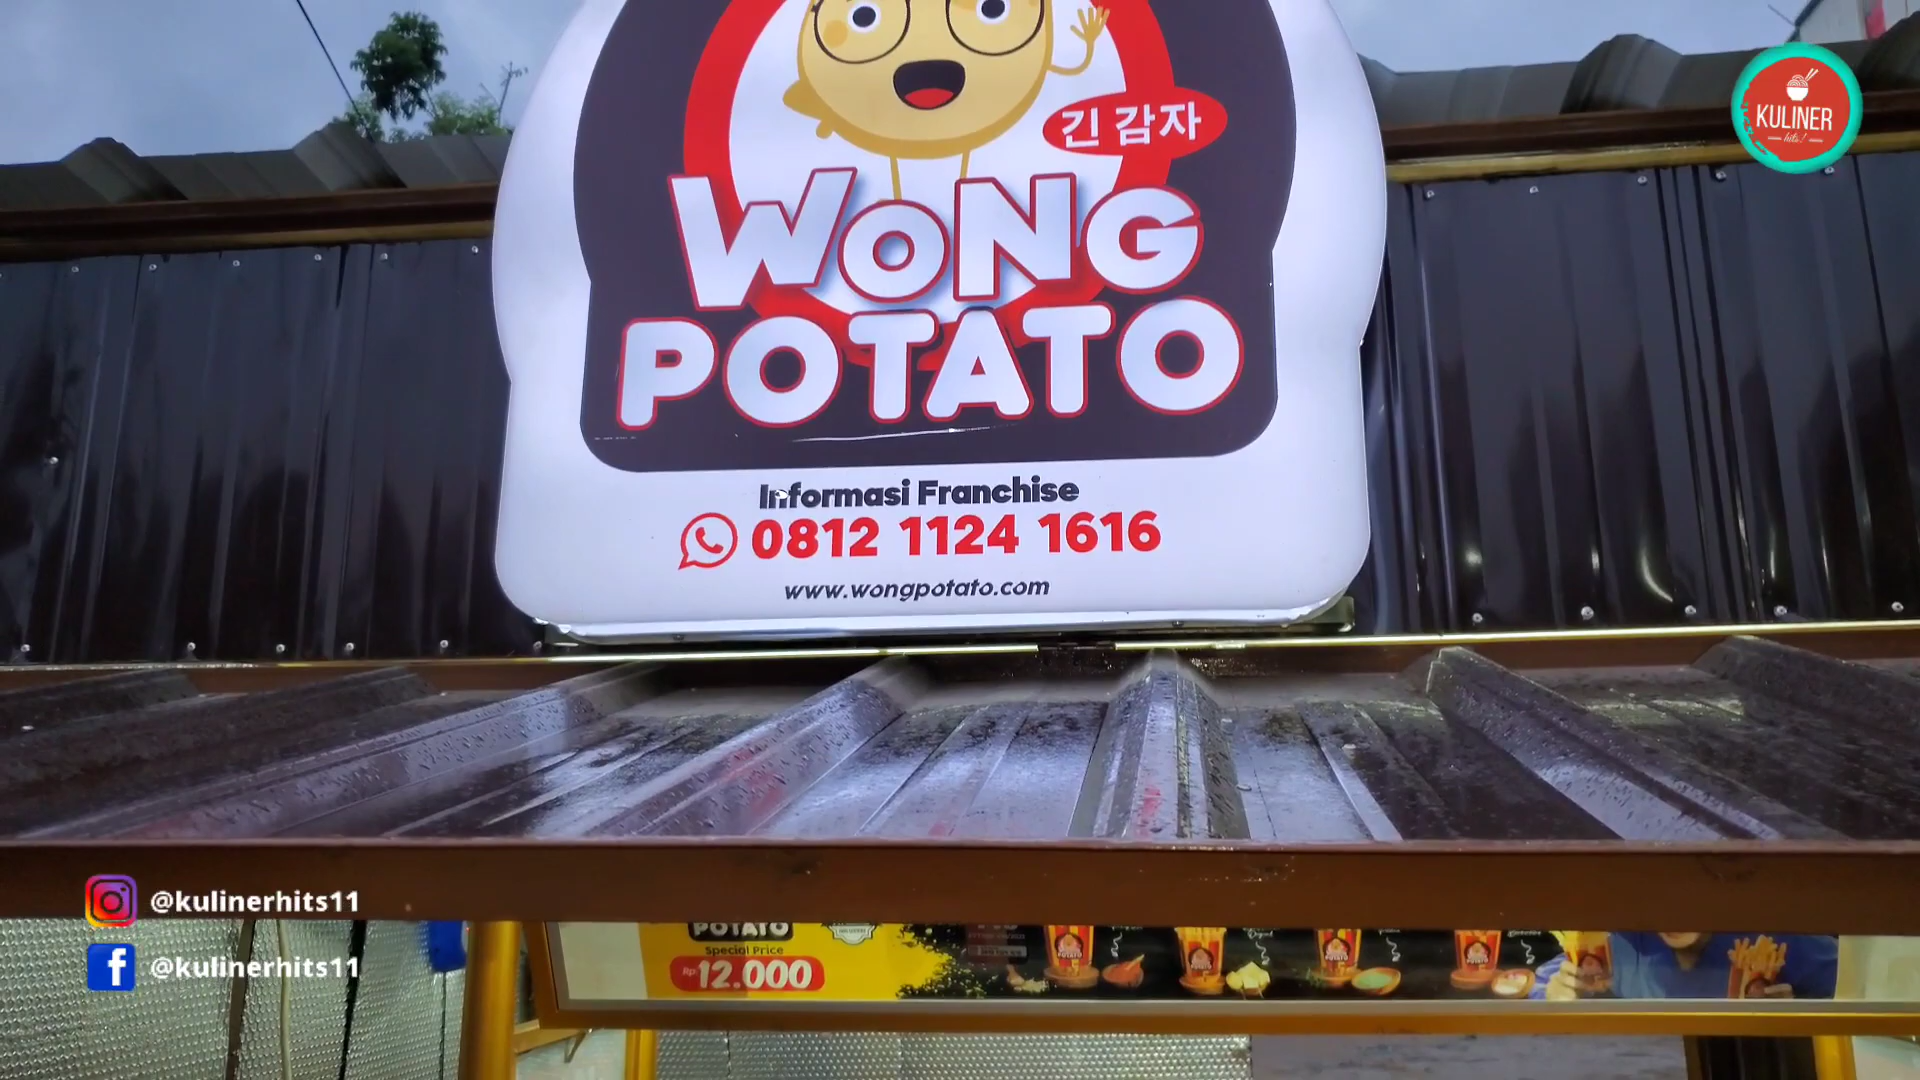 KULINER
hits!
긴 감자
WONG
POTATO
Informasi Franchise
0812 1124 1616
www.wongpotato.com
@kulinerhits11
@kulinerhits11
POTATO
Special Price
Rp. 12.000